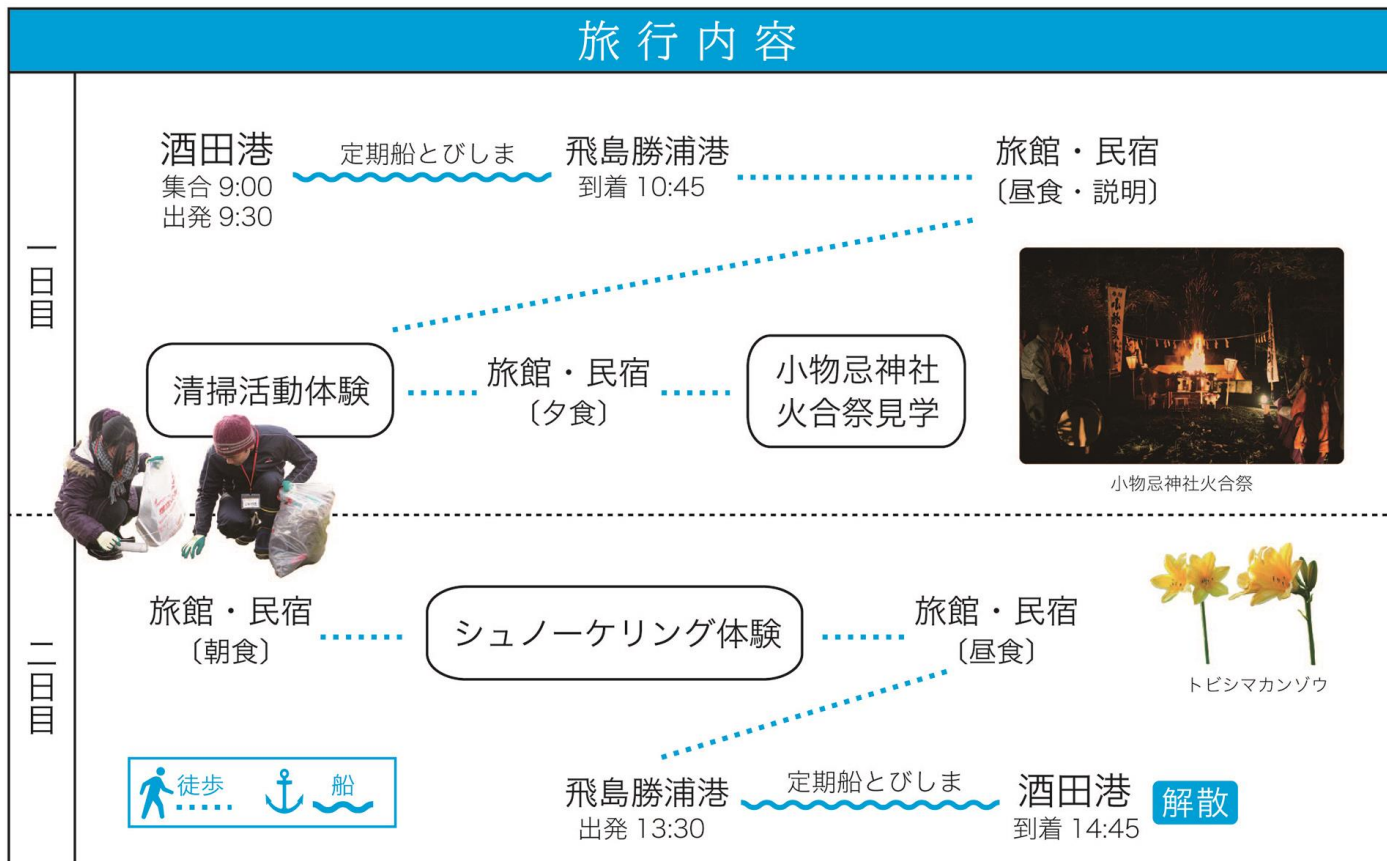 旅行内容
一日目
酒田港
集合 9:00
出発 9:30
定期船とびしま
飛島勝浦港
到着 10:45
旅館・民宿
〔昼食・説明〕
清掃活動体験
旅館・民宿
〔夕食〕
小物忌神社
火合祭見学
小物忌神社火合祭
二日目
旅館・民宿
〔朝食〕
シュノーケリング体験
旅館・民宿
〔昼食〕
トビシマカンゾウ
徒歩
船
飛島勝浦港
出発 13:30
定期船とびしま
酒田港
到着 14:45
解散